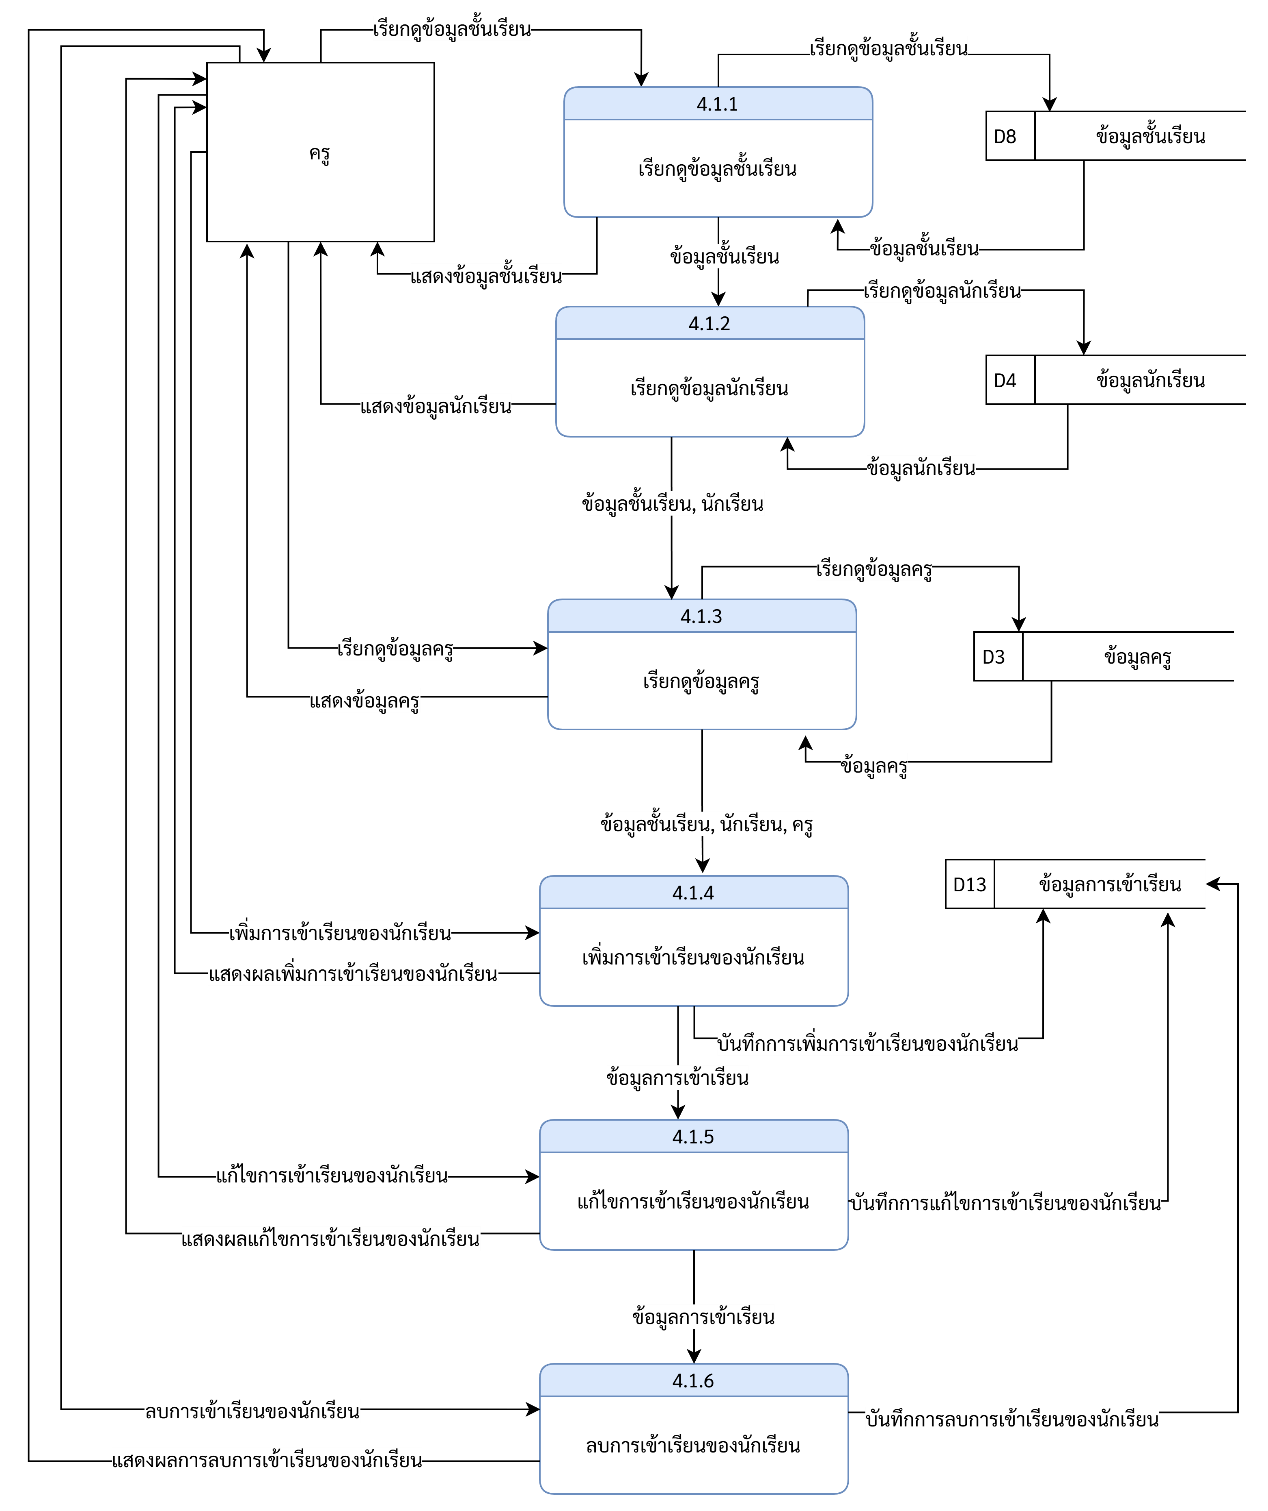 เรียกดูข้อมูลชั้นเรียน
เรียกดูข้อมูลชั้นเรียน
4.1.1
D8
ข้อมูลชั้นเรียน
ครู
เรียกดูข้อมูลชั้นเรียน
ข้อมูลชั้นเรียน
ข้อมูลชั้นเรียน
แสดงข้อมูลชั้นเรียน
เรียกดูข้อมูลนักเรียน
4.1.2
D4
ข้อมูลนักเรียน
เรียกดูข้อมูลนักเรียน
แสดงข้อมูลนักเรียน
ข้อมูลนักเรียน
ข้อมูลชั้นเรียน, นักเรียน
เรียกดูข้อมูลครู
4.1.3
เรียกดูข้อมูลครู
D3
ข้อมูลครู
เรียกดูข้อมูลครู
แสดงข้อมูลครู
ข้อมูลครู
ข้อมูลชั้นเรียน, นักเรียน, ครู
4.1.4
D13
ข้อมูลการเข้าเรียน
เพิ่มการเข้าเรียนของนักเรียน
เพิ่มการเข้าเรียนของนักเรียน
แสดงผลเพิ่มการเข้าเรียนของนักเรียน
บันทึกการเพิ่มการเข้าเรียนของนักเรียน
ข้อมูลการเข้าเรียน
4.1.5
แก้ไขการเข้าเรียนของนักเรียน
แก้ไขการเข้าเรียนของนักเรียน
บันทึกการแก้ไขการเข้าเรียนของนักเรียน
แสดงผลแก้ไขการเข้าเรียนของนักเรียน
ข้อมูลการเข้าเรียน
4.1.6
ลบการเข้าเรียนของนักเรียน
บันทึกการลบการเข้าเรียนของนักเรียน
ลบการเข้าเรียนของนักเรียน
แสดงผลการลบการเข้าเรียนของนักเรียน